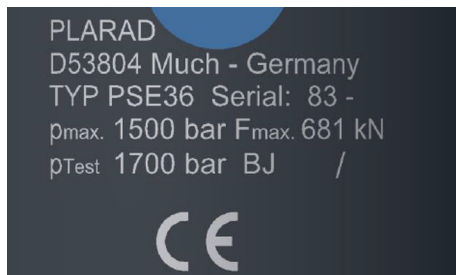 PLARAD
D53804 Much - Germany
TYP PSE36 Serial: 83 -
pmax. 1500 bar Fmax. 681 kN
pTest 1700 bar BJ /
CE